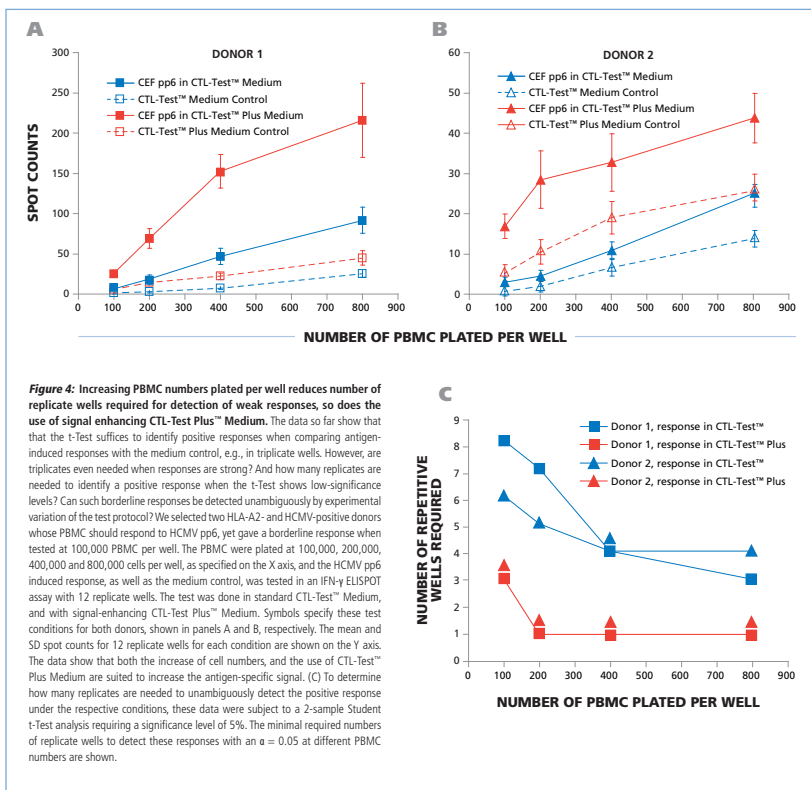 A
DONOR 1
300
250
200
150
100
50
0
SPOT COUNTS
CEF pp6 in CTL-Test™ Medium
CTL-Test™ Medium Control
CEF pp6 in CTL-Test™ Plus Medium
CTL-Test™ Plus Medium Control
0 100 200 300 400 500 600 700 800 900
B
DONOR 2
60
50
40
30
20
10
0
CEF pp6 in CTL-Test™ Medium
CTL-Test™ Medium Control
CEF pp6 in CTL-Test™ Plus Medium
CTL-Test™ Plus Medium Control
0 100 200 300 400 500 600 700 800 900
NUMBER OF PBMC PLATED PER WELL
Figure 4: Increasing PBMC numbers plated per well reduces number of
replicate wells required for detection of weak responses, so does the
use of signal enhancing CTL-Test Plus™ Medium. The data so far show that
that the t-Test suffices to identify positive responses when comparing antigen-
induced responses with the medium control, e.g., in triplicate wells. However, are
triplicates even needed when responses are strong? And how many replicates are
needed to identify a positive response when the t-Test shows low-significance
levels? Can such borderline responses be detected unambiguously by experimental
variation of the test protocol? We selected two HLA-A2- and HCMV-positive donors
whose PBMC should respond to HCMV pp6, yet gave a borderline response when
tested at 100,000 PBMC per well. The PBMC were plated at 100,000, 200,000,
400,000 and 800,000 cells per well, as specified on the X axis, and the HCMV pp6
induced response, as well as the medium control, was tested in an IFN-γ ELISPOT
assay with 12 replicate wells. The test was done in standard CTL-Test™ Medium,
and with signal-enhancing CTL-Test Plus™ Medium. Symbols specify these test
conditions for both donors, shown in panels A and B, respectively. The mean and
SD spot counts for 12 replicate wells for each condition are shown on the Y axis.
The data show that both the increase of cell numbers, and the use of CTL-Test™
Plus Medium are suited to increase the antigen-specific signal. (C) To determine
how many replicates are needed to unambiguously detect the positive response
under the respective conditions, these data were subject to a 2-sample Student
t-Test analysis requiring a significance level of 5%. The minimal required numbers
of replicate wells to detect these responses with an α = 0.05 at different PBMC
numbers are shown.
C
9
8
7
6
5
4
3
2
1
0
NUMBER OF REPETITIVE
WELLS REQUIRED
Donor 1, response in CTL-Test™
Donor 1, response in CTL-Test™ Plus
Donor 2, response in CTL-Test™
Donor 2, response in CTL-Test™ Plus
0 100 200 300 400 500 600 700 800 900
NUMBER OF PBMC PLATED PER WELL